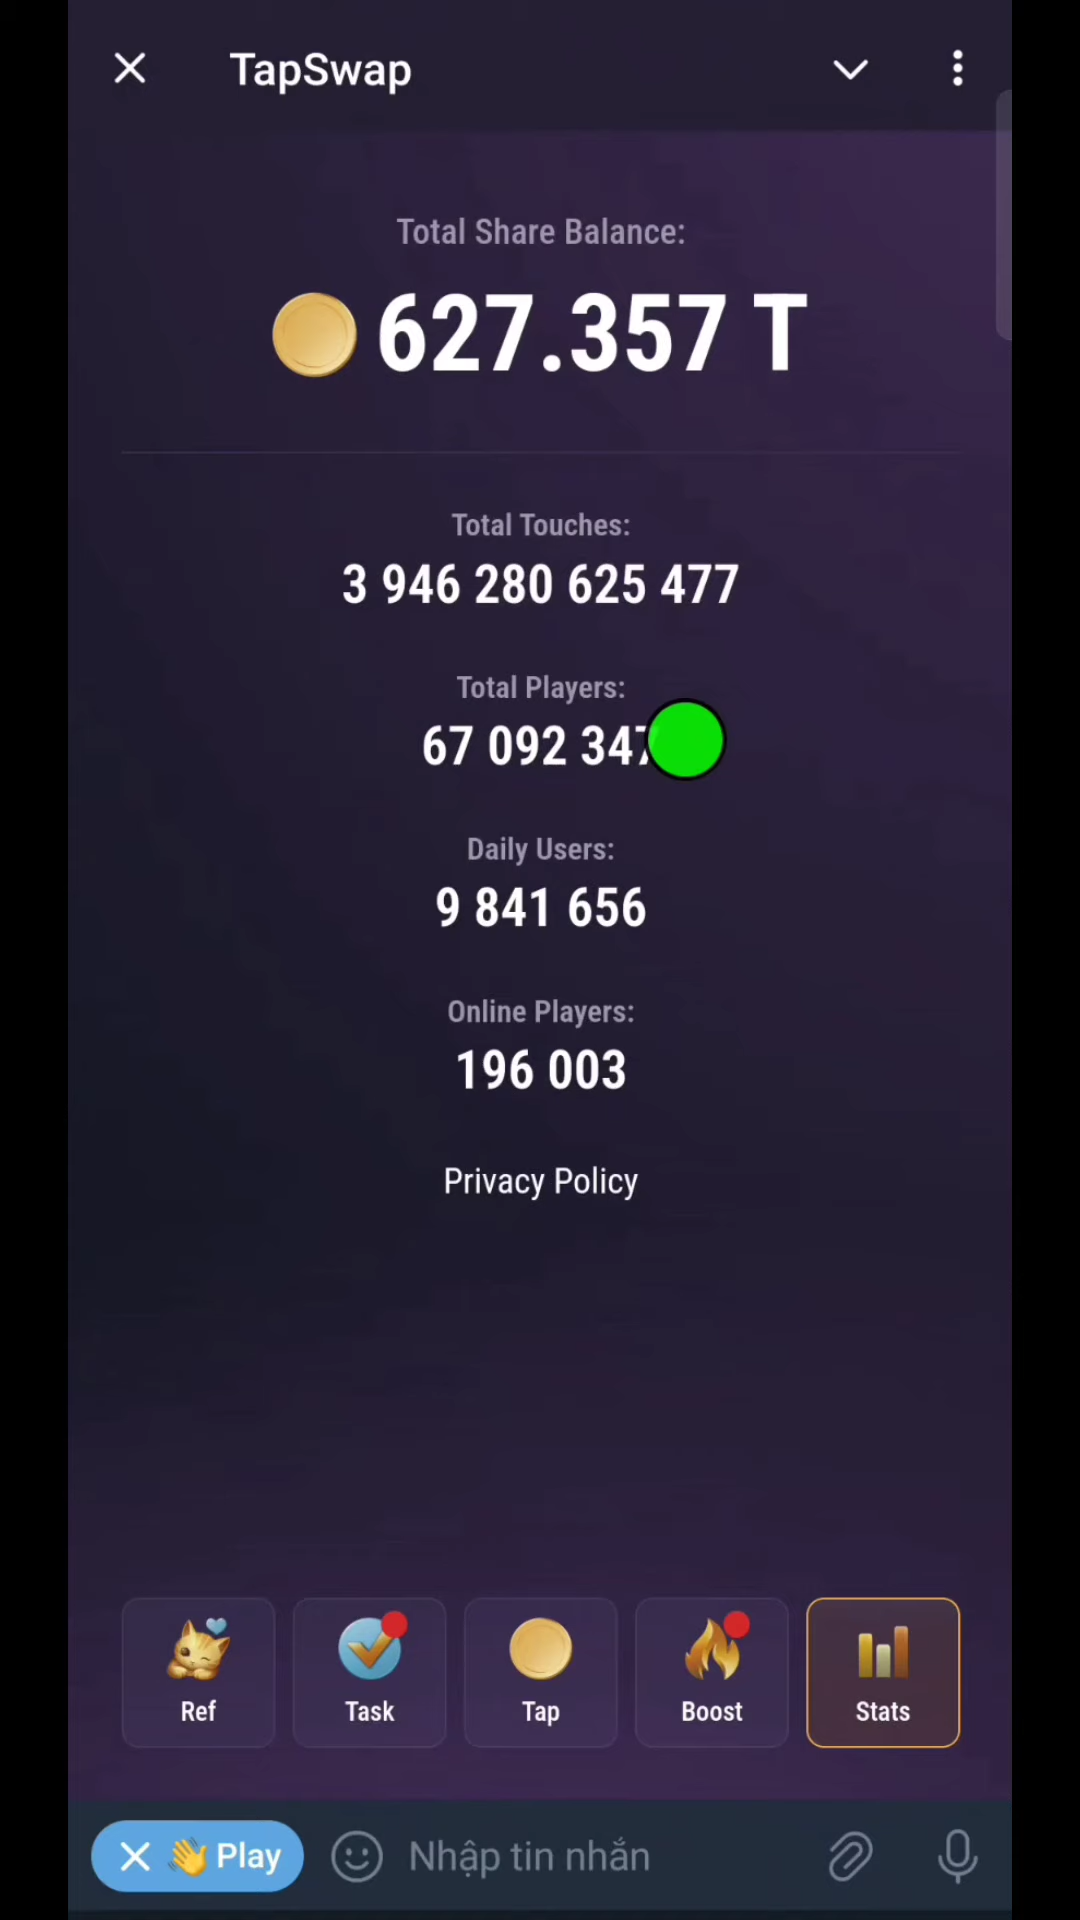 TapSwap
Total Share Balance:
627.357 T
Total Touches:
3 946 280 625 477
Total Players:
67 092 347
Daily Users:
9 841 656
Online Players:
196 003
Privacy Policy
Ref
Task
Tap
Boost
Stats
👋 Play
Nhập tin nhắn